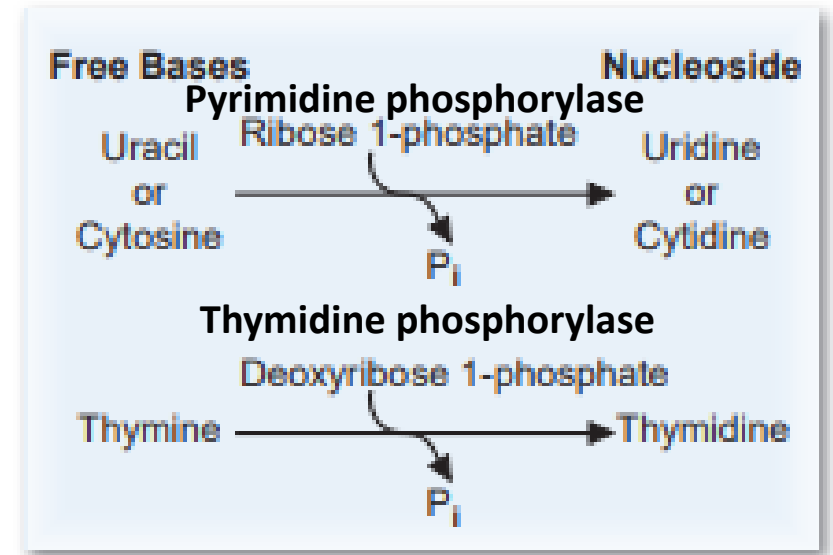 Free Bases Nucleoside
Pyrimidine phosphorylase
Ribose 1-phosphate
Uracil
or
Cytosine
Uridine
or
Cytidine
Pi
Thymidine phosphorylase
Deoxyribose 1-phosphate
Thymine Thymidine
Pi